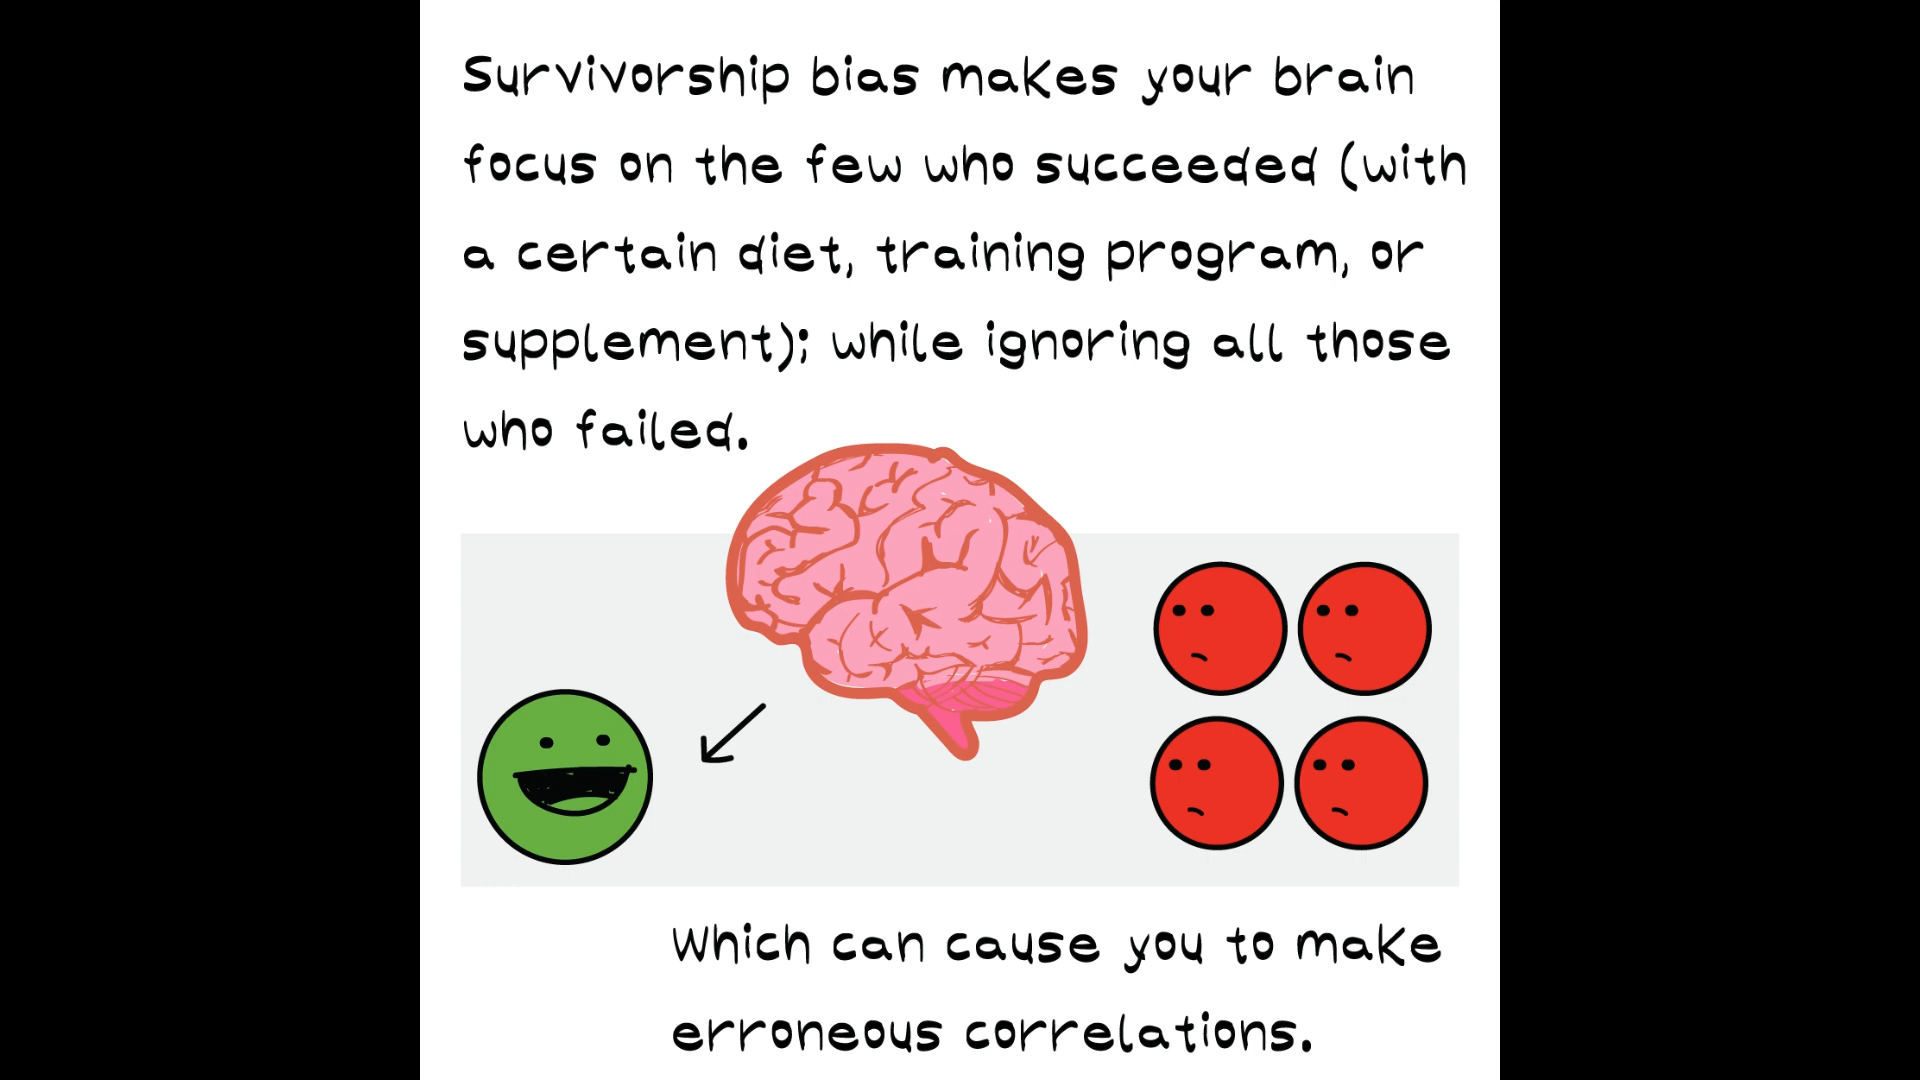 Survivorship bias makes your brain
focus on the few who succeeded (with
a certain diet, training program, or
supplement); while ignoring all those
who failed.
Which can cause you to make
erroneous correlations.